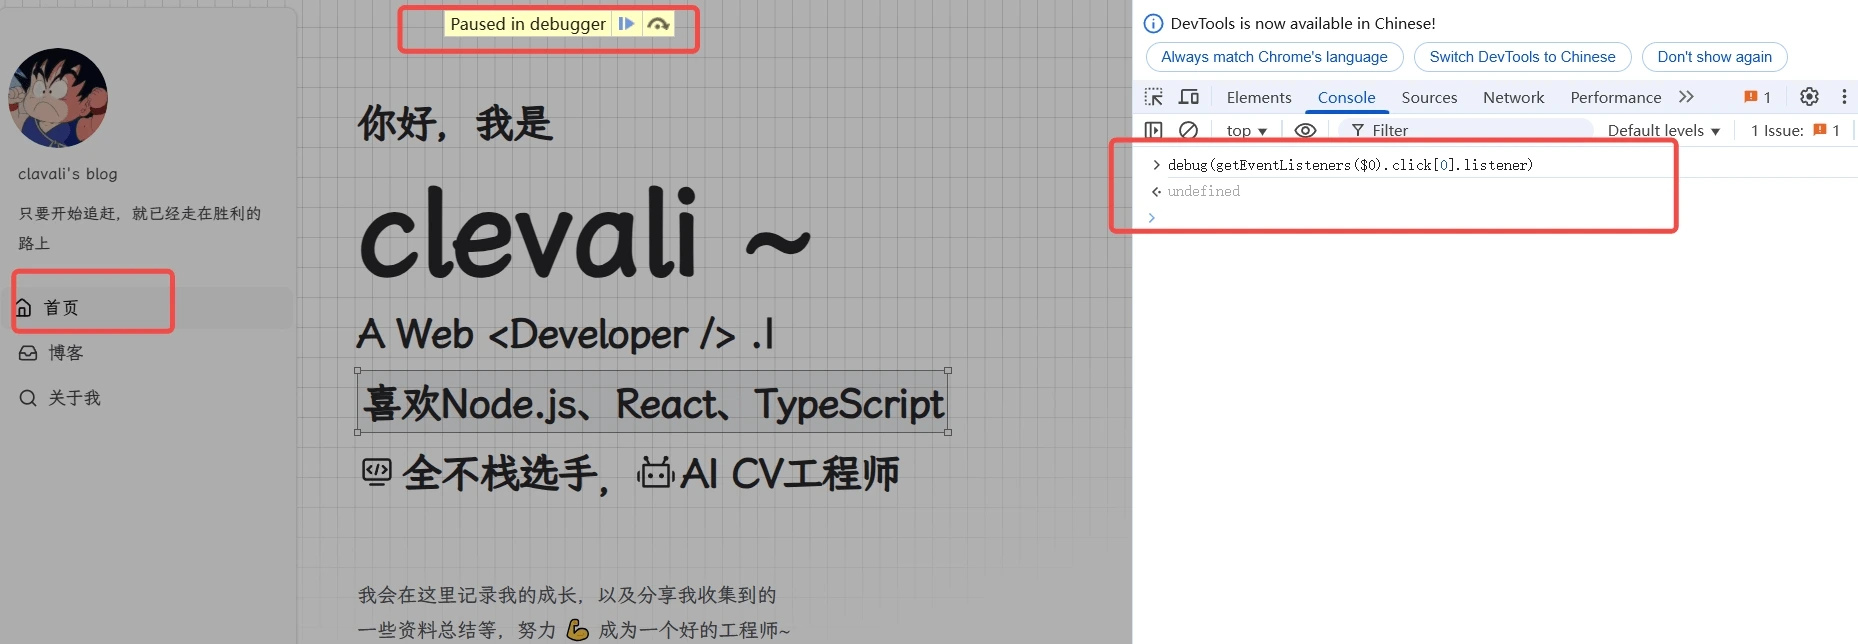 Paused in debugger
clavali's blog
只要开始追赶，就已经走在胜利的
路上
首页
博客
关于我
你好，我是
clevali ~
A Web <Developer /> .|
喜欢Node.js、React、TypeScript
全不栈选手，AI CV工程师
我会在这里记录我的成长，以及分享我收集到的
一些资料总结等，努力 💪 成为一个好的工程师~
DevTools is now available in Chinese!
Always match Chrome's language Switch DevTools to Chinese Don't show again
Elements Console Sources Network Performance 1
top Filter Default levels 1 Issue: 1
debug(getEventListeners($0).click[0].listener)
undefined